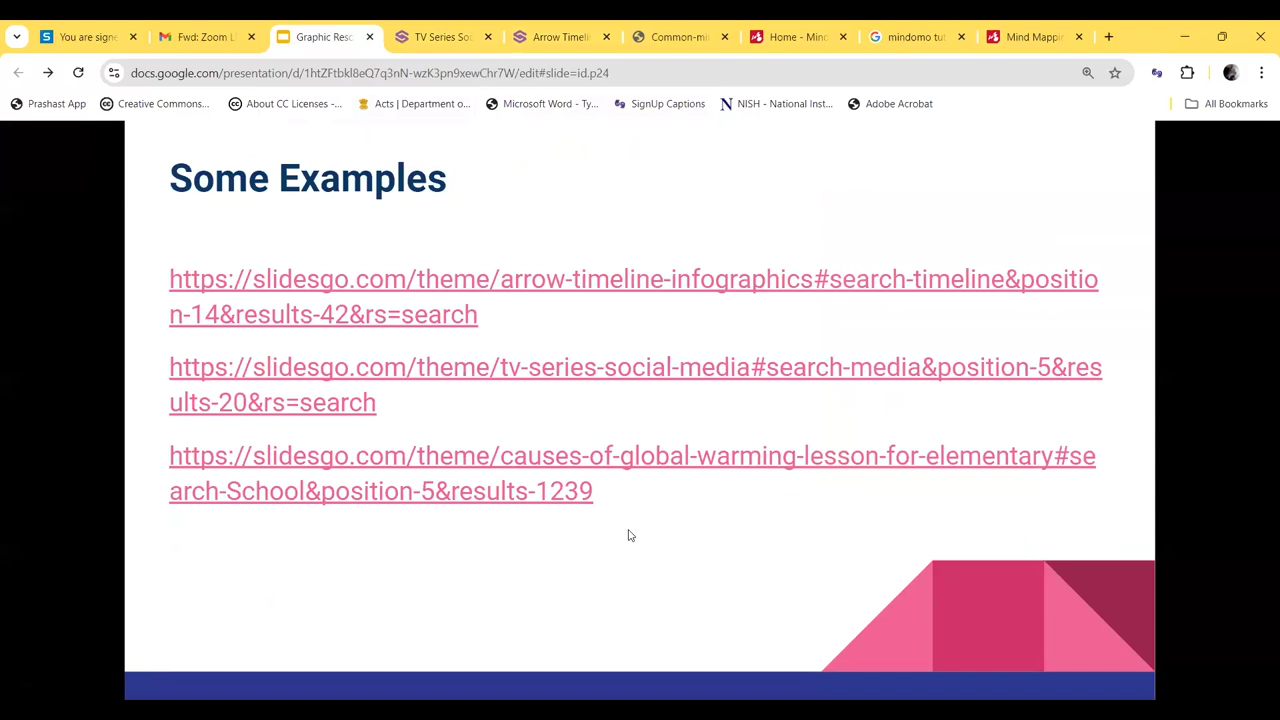 You are signe
Fwd: Zoom L
Graphic Reso
TV Series Soc
Arrow Timeli
Common-mi
Home - Mind
mindomo tut
Mind Mappin
docs.google.com/presentation/d/1htZFtbkl8eQ7q3nN-wzK3pn9xewChr7W/edit#slide=id.p24
Prashast App
Creative Commons...
About CC Licenses -...
Acts | Department o...
Microsoft Word - Ty...
SignUp Captions
NISH - National Inst...
Adobe Acrobat
All Bookmarks
Some Examples
https://slidesgo.com/theme/arrow-timeline-infographics#search-timeline&positio
n-14&results-42&rs=search
https://slidesgo.com/theme/tv-series-social-media#search-media&position-5&res
ults-20&rs=search
https://slidesgo.com/theme/causes-of-global-warming-lesson-for-elementary#se
arch-School&position-5&results-1239